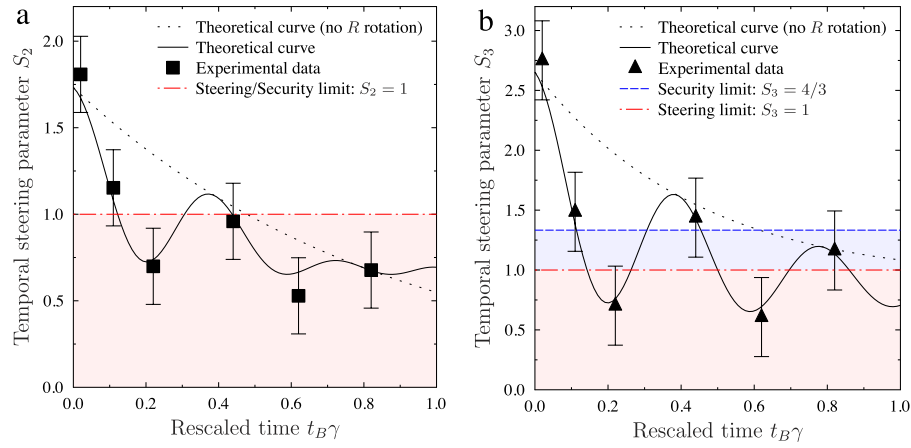 a
Theoretical curve (no R rotation)
Theoretical curve
Experimental data
Steering/Security limit: S₂ = 1
Temporal steering parameter S₂
2.0
1.5
1.0
0.5
0.0
0.0 0.2 0.4 0.6 0.8 1.0
Rescaled time t_Bγ
b
Theoretical curve (no R rotation)
Theoretical curve
Experimental data
Security limit: S₃ = 4/3
Steering limit: S₃ = 1
Temporal steering parameter S₃
3.0
2.5
2.0
1.5
1.0
0.5
0.0
0.0 0.2 0.4 0.6 0.8 1.0
Rescaled time t_Bγ